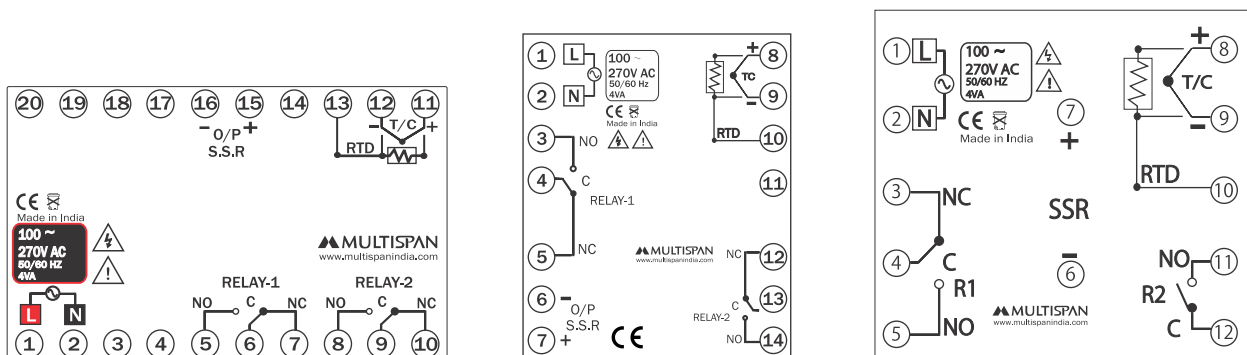 20 19 18 17 16 15 14 13 12 11
- O/P +
S.S.R
- T/C +
RTD
CE
Made in India
100 ~
270V AC
50/60 HZ
4VA
MULTISPAN
www.multispanindia.com
RELAY-1 RELAY-2
NO C NC NO C NC
L N
1 2 3 4 5 6 7 8 9 10
1 L
2 N
100 ~
270V AC
50/60 HZ
4VA
CE
Made in India
3 NO
4 C
RELAY-1
5 NC
6 - O/P
S.S.R
7 +
CE
+ 8
TC
- 9
RTD 10
11
MULTISPAN
www.multispanindia.com
NC 12
C 13
RELAY-2
NO 14
1 L
2 N
100 ~
270V AC
50/60 HZ
4VA
CE
Made in India
7
+
+ 8
T/C
- 9
RTD
10
3 NC
4 C
R1
5 NO
SSR
-
6
MULTISPAN
www.multispanindia.com
NO 11
R2
C 12